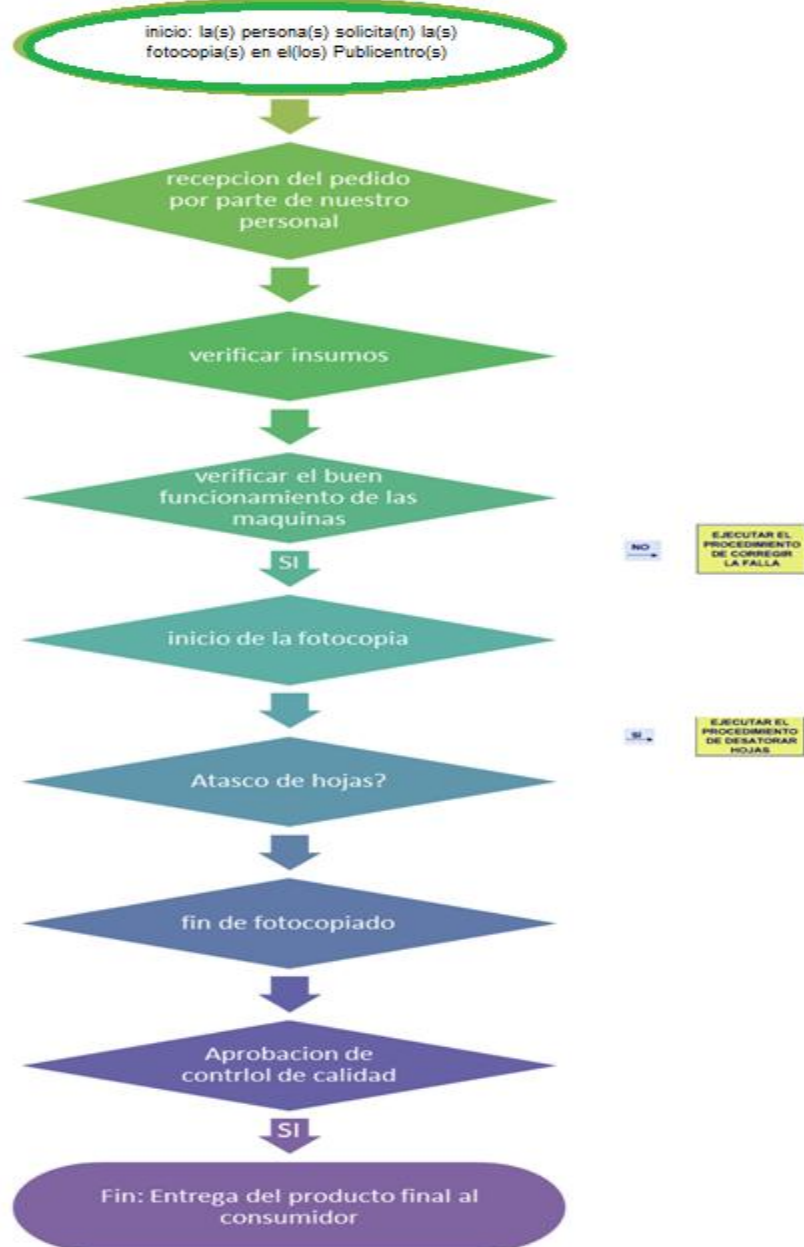 inicio: la(s) persona(s) solicita(n) la(s)
fotocopia(s) en el(los) Publicentro(s)
recepcion del pedido
por parte de nuestro
personal
verificar insumos
verificar el buen
funcionamiento de las
maquinas
SI
NO
EJECUTAR EL
PROCEDIMIENTO
DE CORREGIR
LA FALLA
inicio de la fotocopia
Atasco de hojas?
SI
EJECUTAR EL
PROCEDIMIENTO
DE DESATORAR
HOJAS
fin de fotocopiado
Aprobacion de
contrlol de calidad
SI
Fin: Entrega del producto final al
consumidor